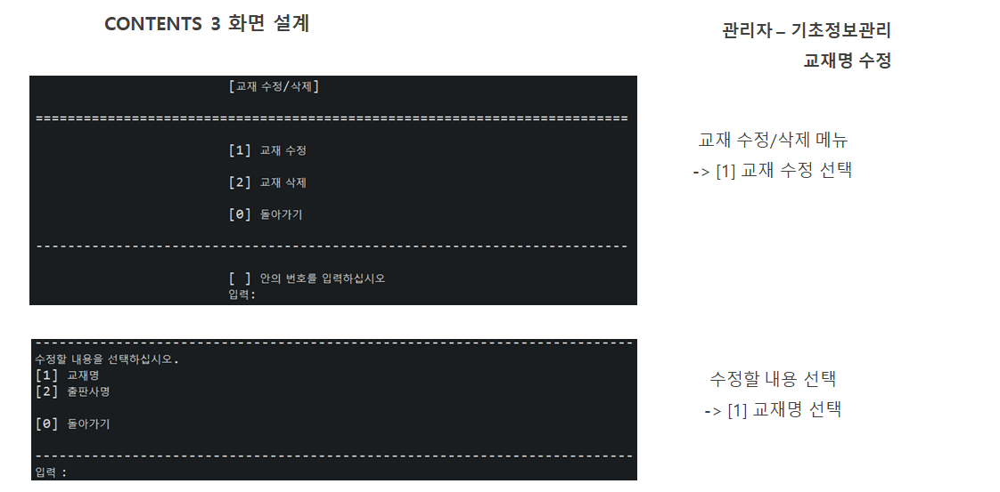 CONTENTS 3 화면 설계
관리자 – 기초정보관리
교재명 수정
[교재 수정/삭제]
==========================================================================
[1] 교재 수정
[2] 교재 삭제
[0] 돌아가기
--------------------------------------------------------------------------
[ ] 안의 번호를 입력하십시오
입력:
교재 수정/삭제 메뉴
-> [1] 교재 수정 선택
---------------------------------------------------------------------------
수정할 내용을 선택하십시오.
[1] 교재명
[2] 출판사명
[0] 돌아가기
---------------------------------------------------------------------------
입력 :
수정할 내용 선택
-> [1] 교재명 선택